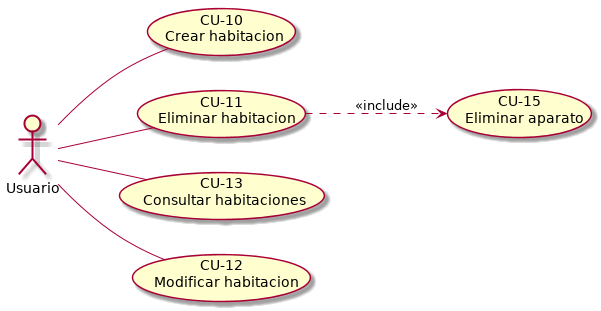 CU-10
Crear habitacion
CU-11
Eliminar habitacion
«include»
CU-15
Eliminar aparato
Usuario
CU-13
Consultar habitaciones
CU-12
Modificar habitacion